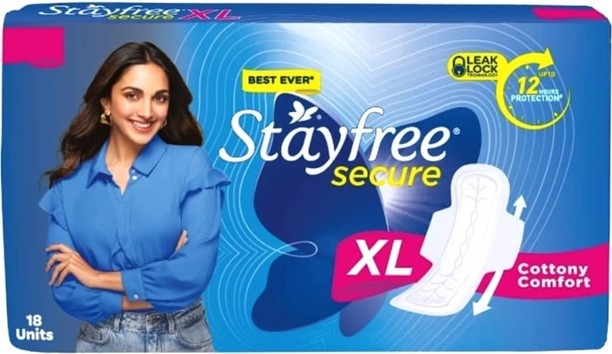 Stayfree
secure XL
BEST EVER*
Stayfree®
secure
LEAK
LOCK
TECHNOLOGY
UPTO
12 HOURS
PROTECTION#
XL
Cottony
Comfort
18
Units